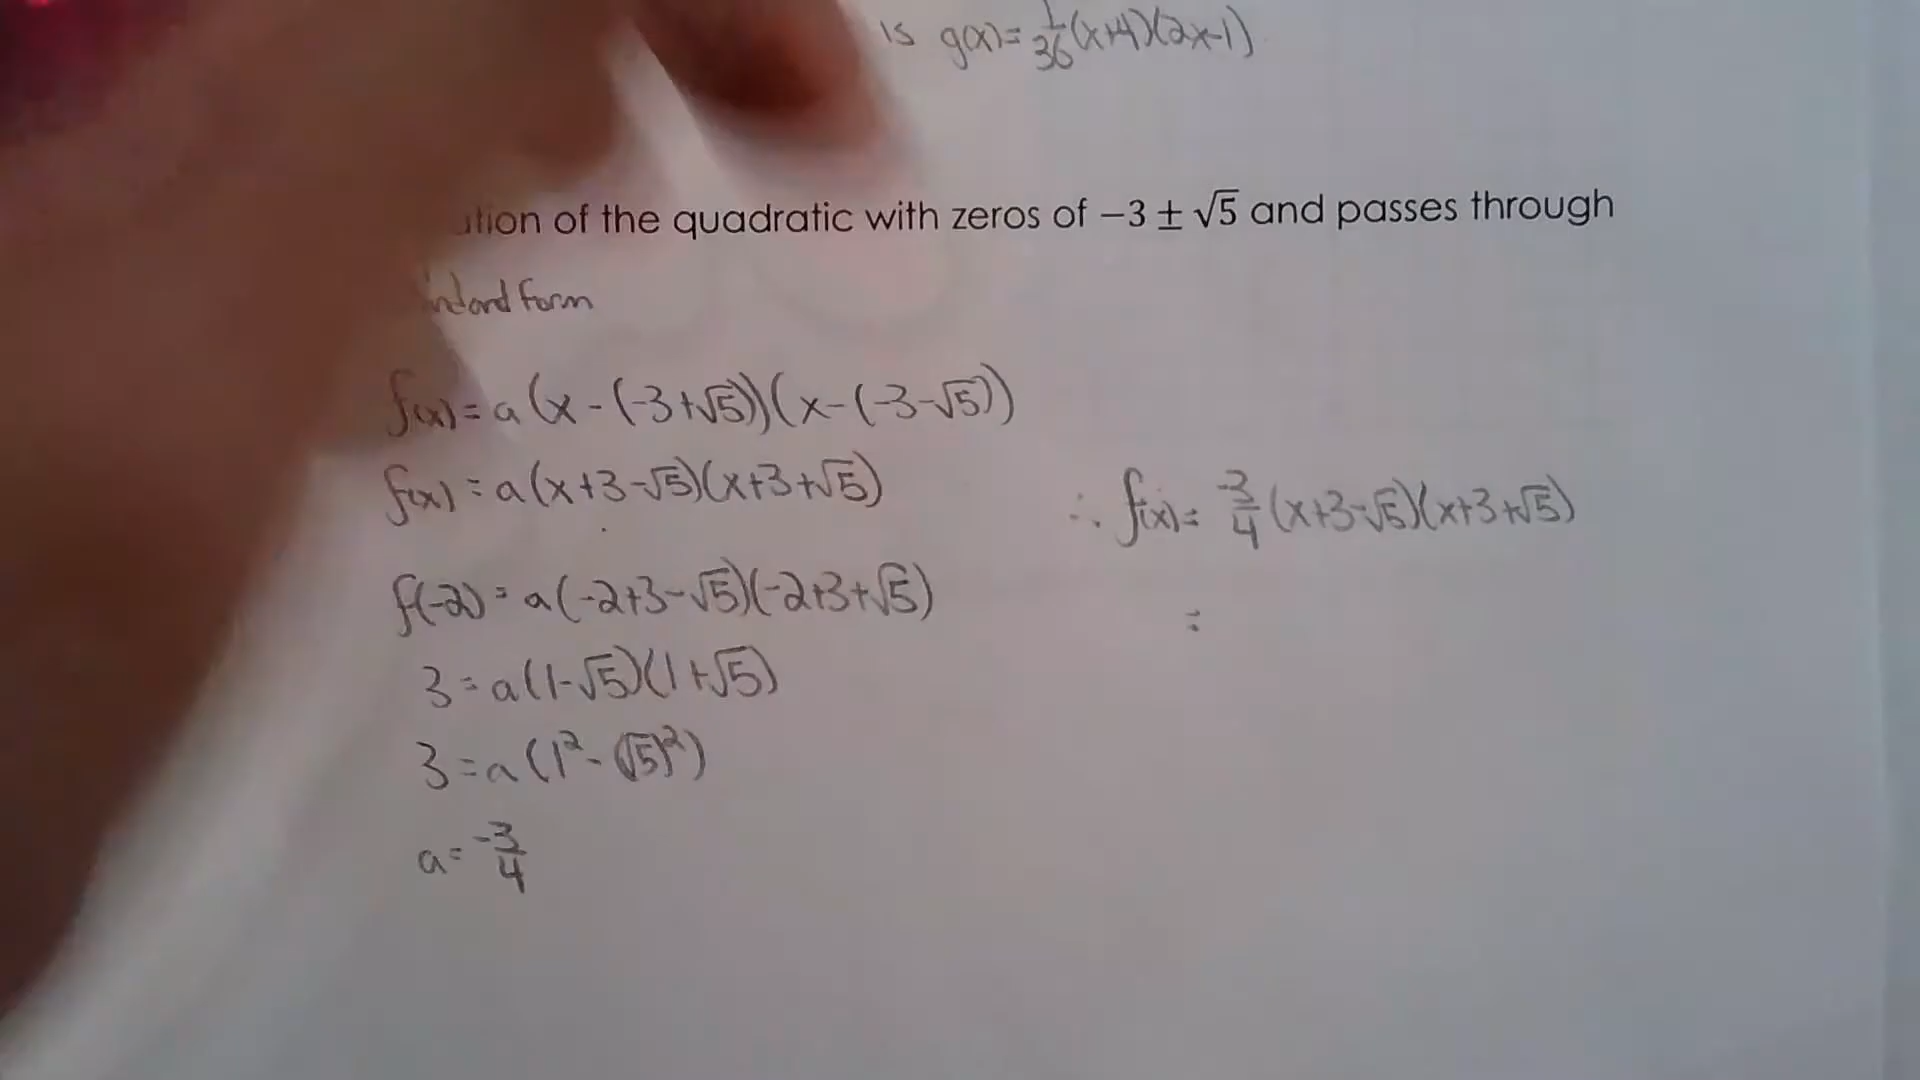 is g(x) = 1/36 (x+4)(2x-1)
of the quadratic with zeros of −3 ± √5 and passes through
form
f(x) = a(x - (-3+√5))(x-(-3-√5))
f(x) = a(x+3-√5)(x+3+√5)
f(-2) = a(-2+3-√5)(-2+3+√5)
3 = a(1-√5)(1+√5)
3 = a(1² - (√5)²)
a = -3/4
∴ f(x) = -3/4 (x+3-√5)(x+3+√5)
=